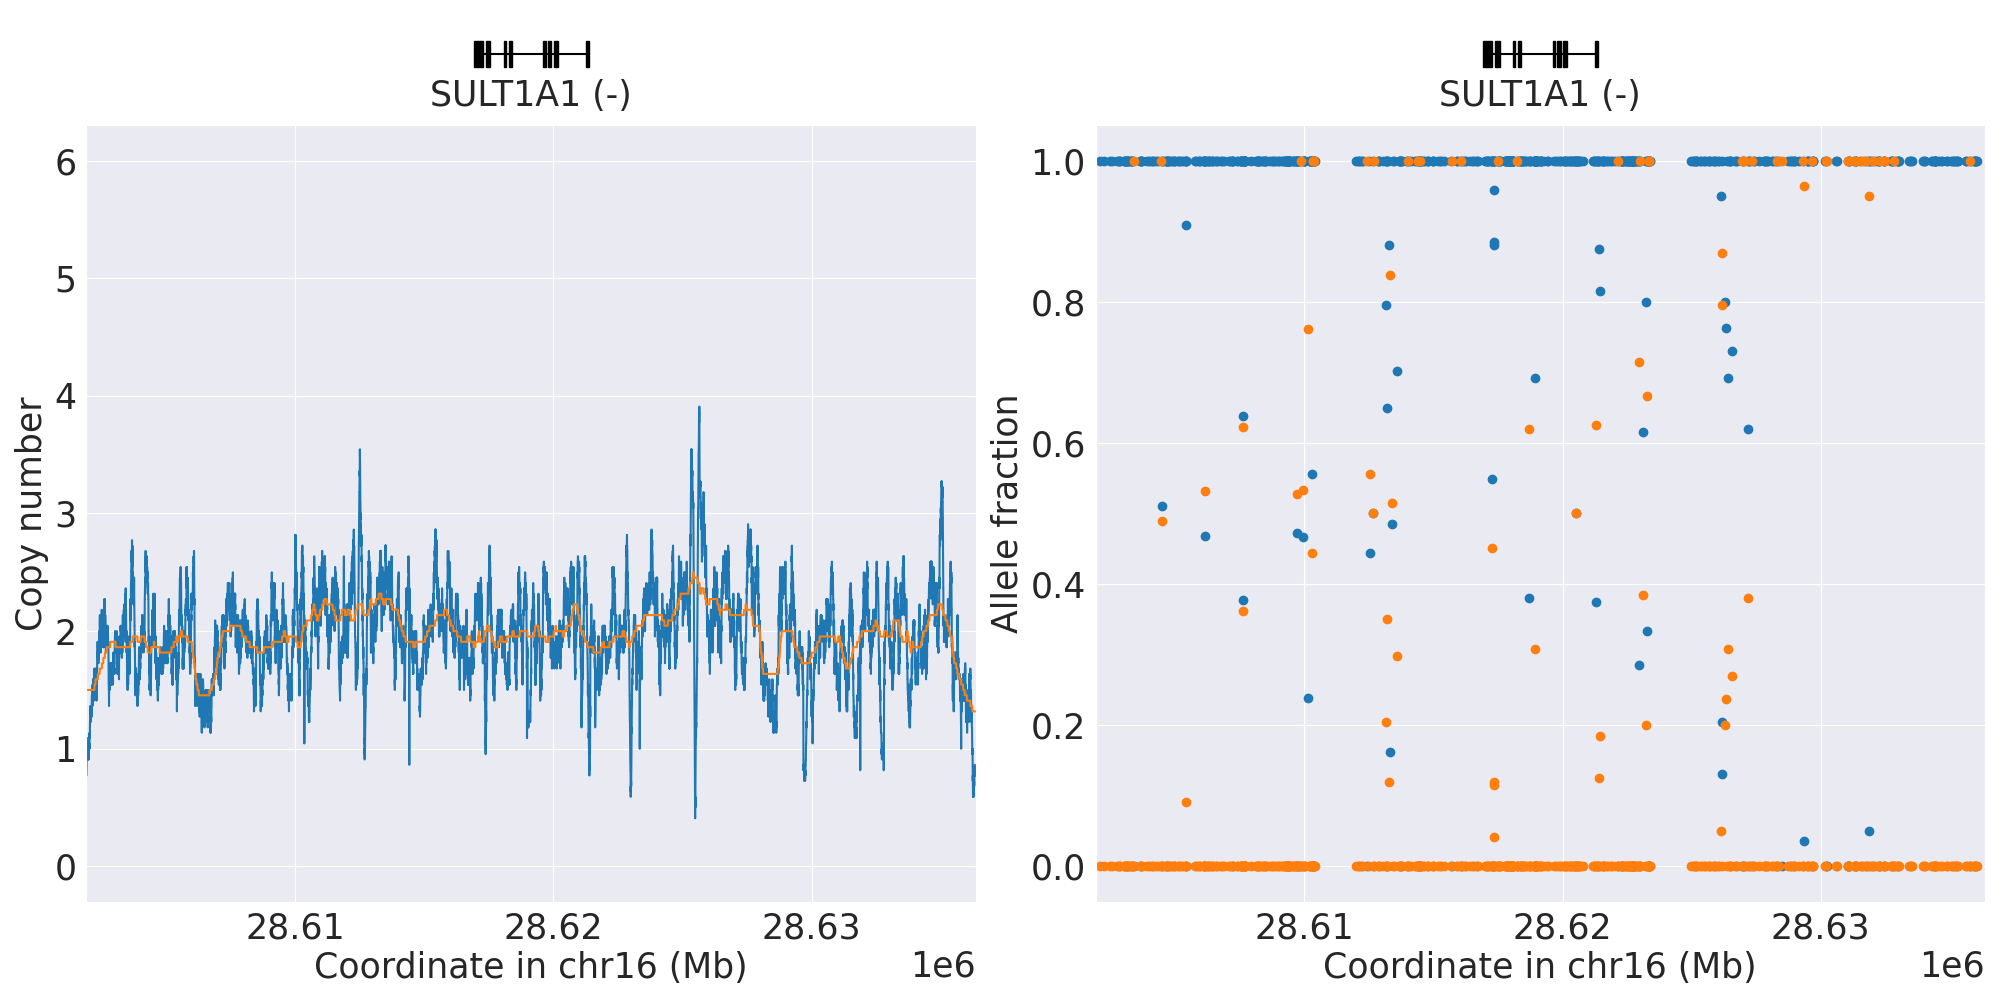 SULT1A1 (-)
6
5
4
3
2
1
0
Copy number
28.61
28.62
28.63
Coordinate in chr16 (Mb)
1e6
SULT1A1 (-)
1.0
0.8
0.6
0.4
0.2
0.0
Allele fraction
28.61
28.62
28.63
Coordinate in chr16 (Mb)
1e6